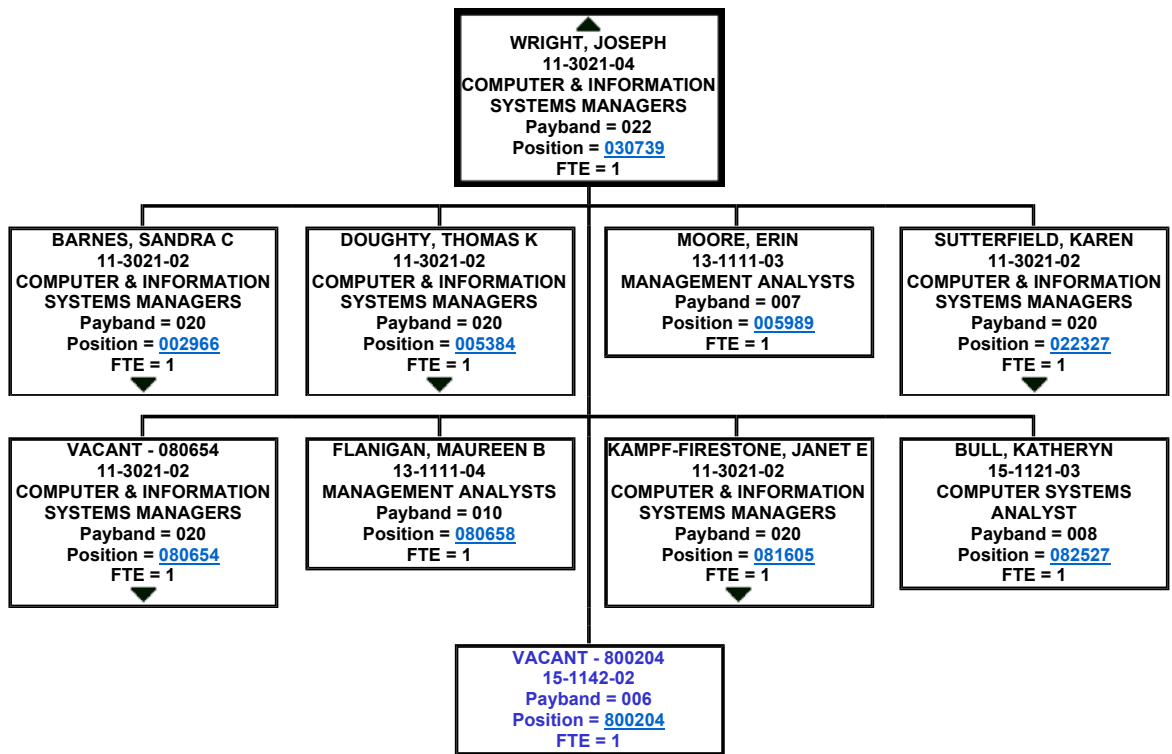 WRIGHT, JOSEPH
11-3021-04
COMPUTER & INFORMATION
SYSTEMS MANAGERS
Payband = 022
Position = 030739
FTE = 1
BARNES, SANDRA C
11-3021-02
COMPUTER & INFORMATION
SYSTEMS MANAGERS
Payband = 020
Position = 002966
FTE = 1
DOUGHTY, THOMAS K
11-3021-02
COMPUTER & INFORMATION
SYSTEMS MANAGERS
Payband = 020
Position = 005384
FTE = 1
MOORE, ERIN
13-1111-03
MANAGEMENT ANALYSTS
Payband = 007
Position = 005989
FTE = 1
SUTTERFIELD, KAREN
11-3021-02
COMPUTER & INFORMATION
SYSTEMS MANAGERS
Payband = 020
Position = 022327
FTE = 1
VACANT - 080654
11-3021-02
COMPUTER & INFORMATION
SYSTEMS MANAGERS
Payband = 020
Position = 080654
FTE = 1
FLANIGAN, MAUREEN B
13-1111-04
MANAGEMENT ANALYSTS
Payband = 010
Position = 080658
FTE = 1
KAMPF-FIRESTONE, JANET E
11-3021-02
COMPUTER & INFORMATION
SYSTEMS MANAGERS
Payband = 020
Position = 081605
FTE = 1
BULL, KATHERYN
15-1121-03
COMPUTER SYSTEMS
ANALYST
Payband = 008
Position = 082527
FTE = 1
VACANT - 800204
15-1142-02
Payband = 006
Position = 800204
FTE = 1